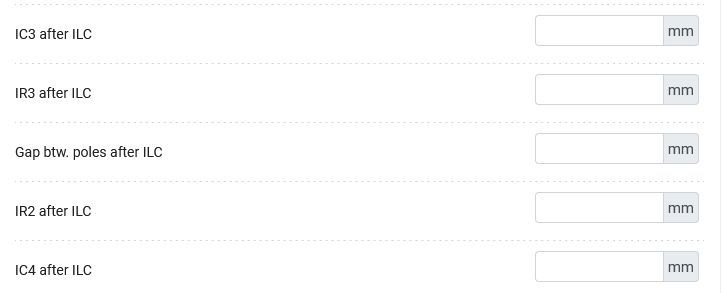 IC3 after ILC mm
IR3 after ILC mm
Gap btw. poles after ILC mm
IR2 after ILC mm
IC4 after ILC mm